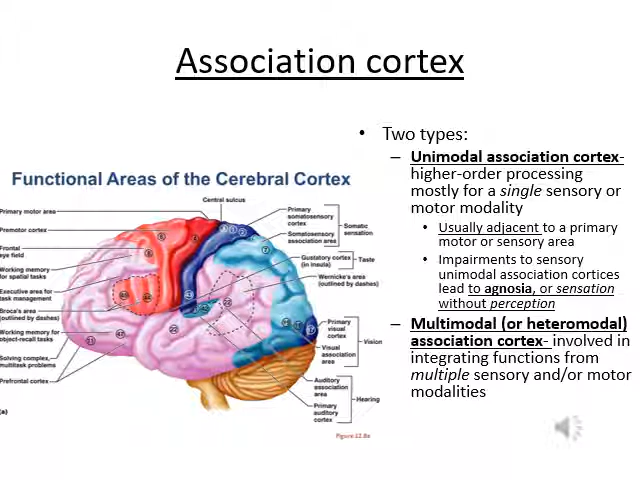 Association cortex
• Two types:
– Unimodal association cortex-
higher-order processing
mostly for a single sensory or
motor modality
• Usually adjacent to a primary
motor or sensory area
• Impairments to sensory
unimodal association cortices
lead to agnosia, or sensation
without perception
– Multimodal (or heteromodal)
association cortex- involved in
integrating functions from
multiple sensory and/or motor
modalities
Functional Areas of the Cerebral Cortex
Central sulcus
Primary motor area
Premotor cortex
Frontal
eye field
Working memory
for spatial tasks
Executive area for
task management
Broca's area
(outlined by dashes)
Working memory for
object-recall tasks
Solving complex,
multitask problems
Prefrontal cortex
(a)
Primary
somatosensory
cortex
Somatosensory
association area
Somatic
sensation
Gustatory cortex
(in insula)
Taste
Wernicke's area
(outlined by dashes)
Primary
visual
cortex
Visual
association
area
Vision
Auditory
association area
Primary
auditory cortex
Hearing
Figure 12.8a